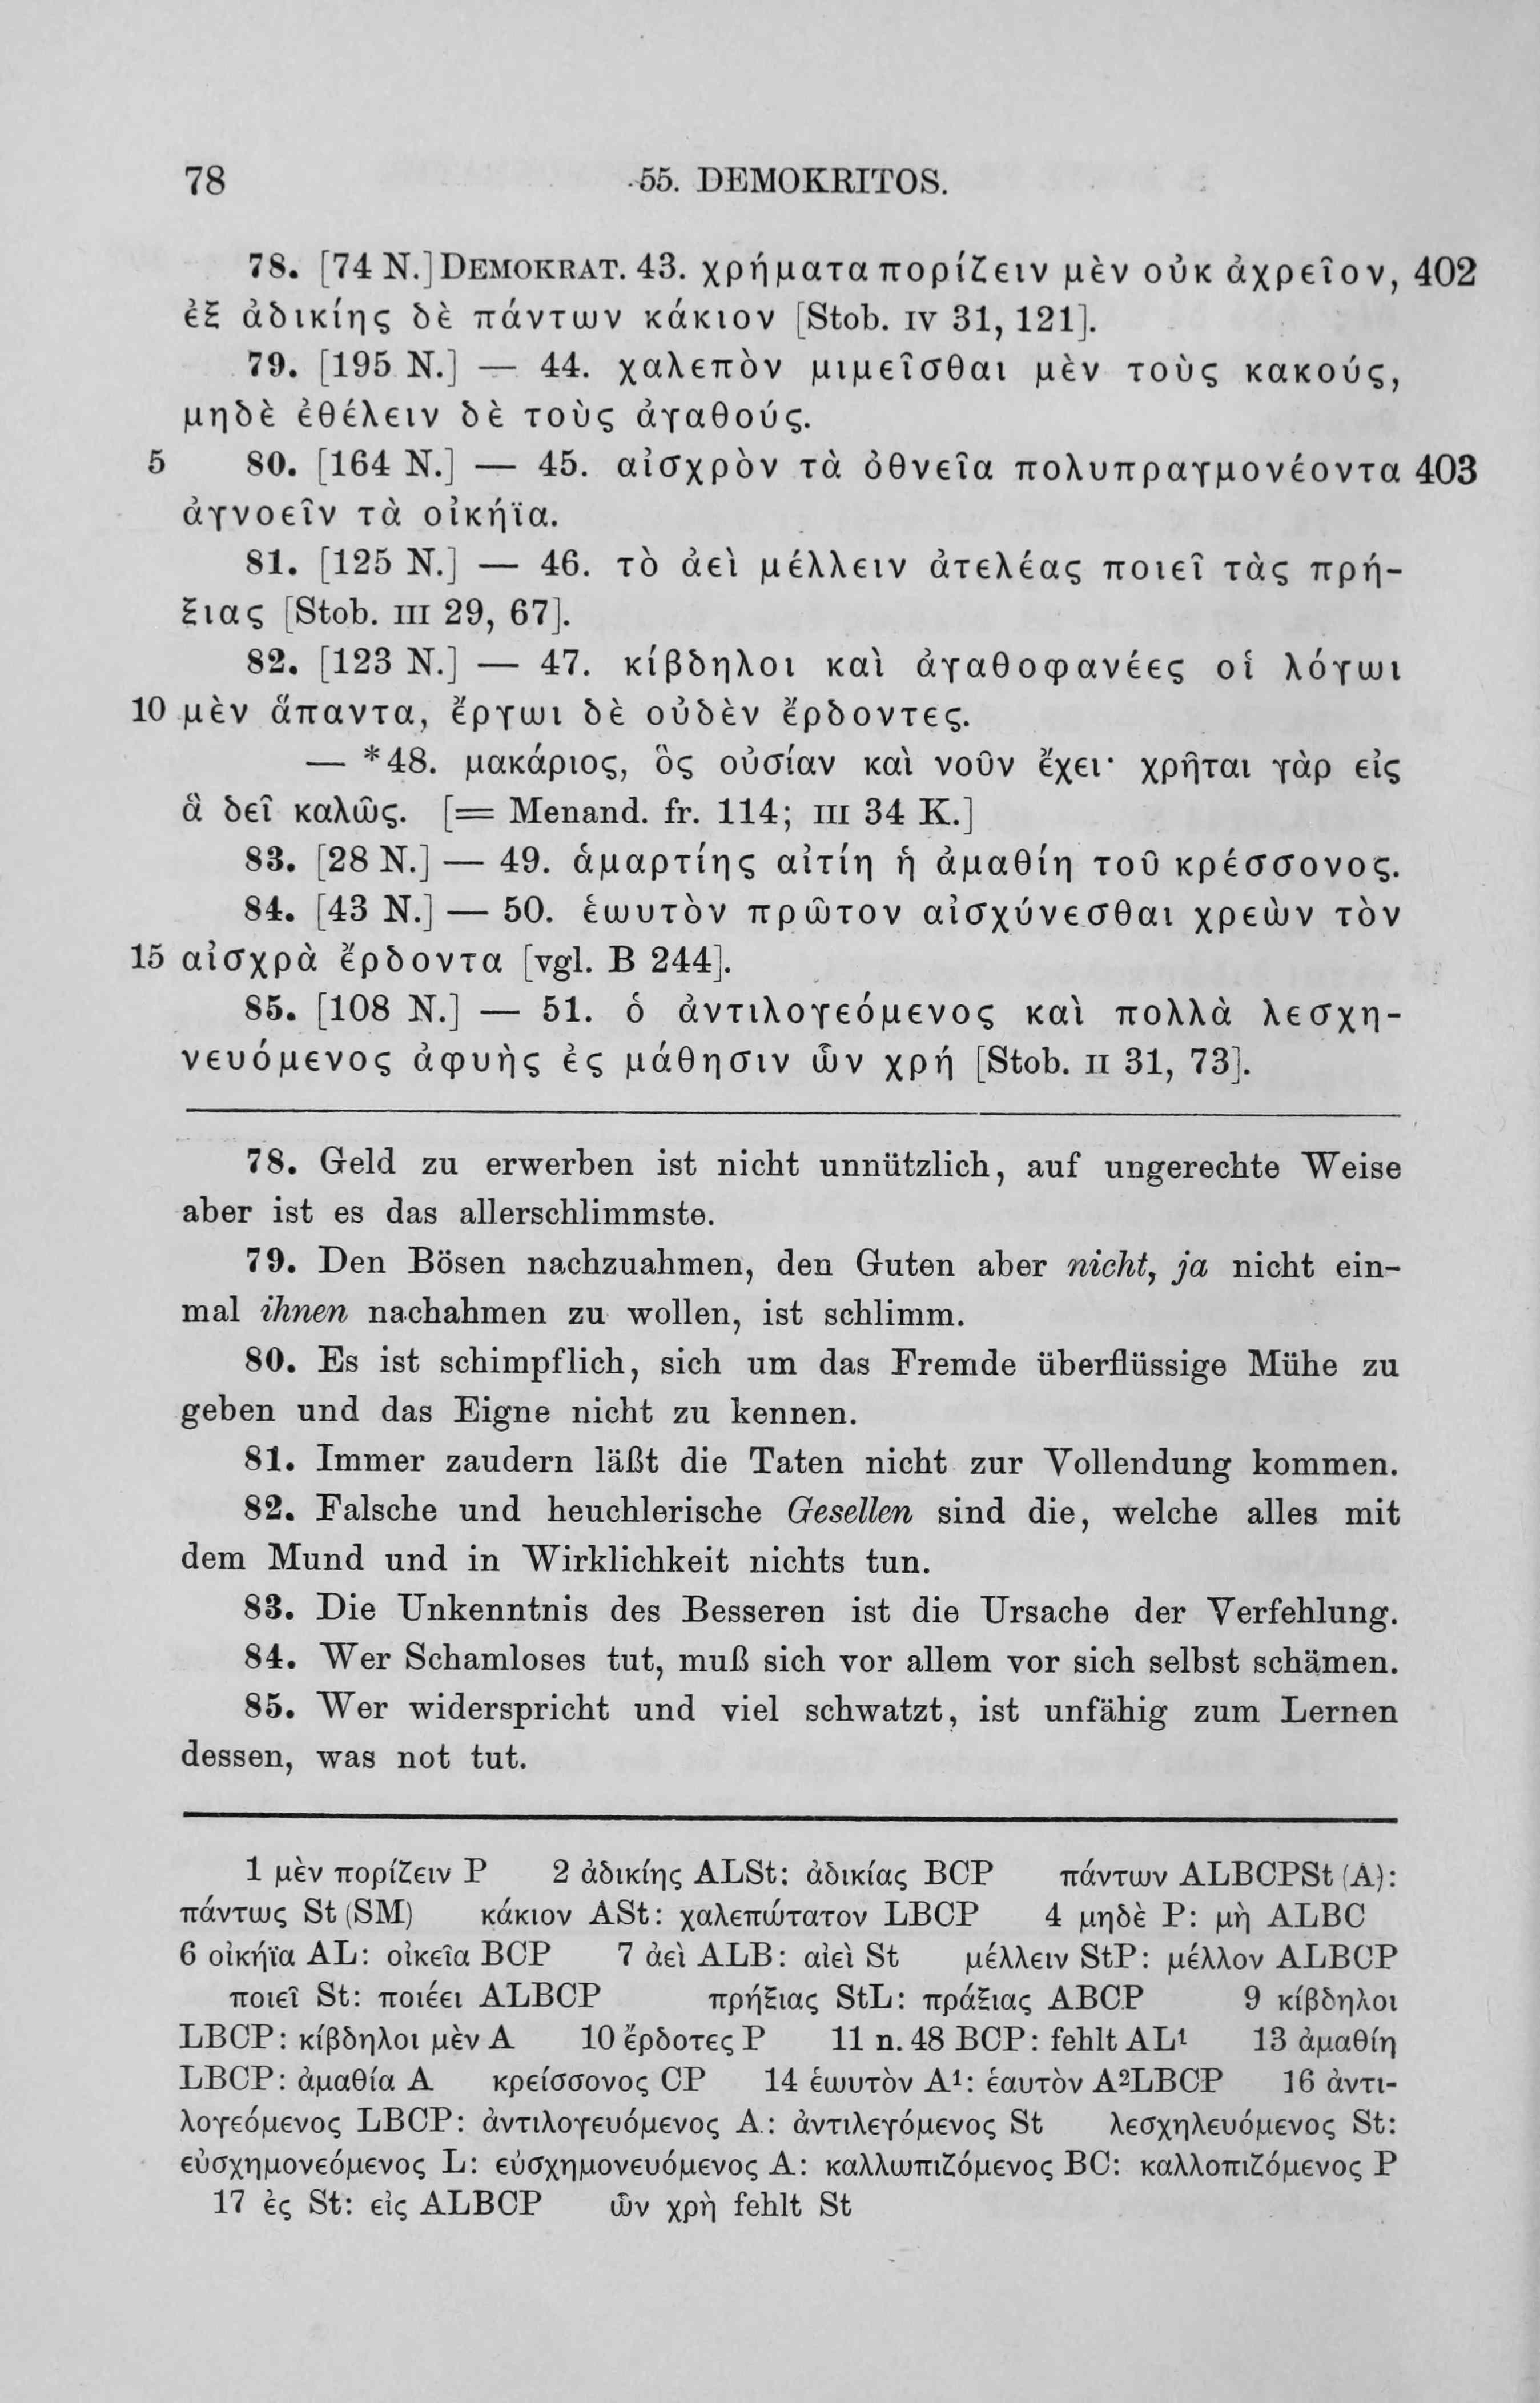 78 55. DEMOKRITOS.
78. [74 N.] DEMOKRAT. 43. χρήματα πορίζειν μὲν οὐκ ἀχρεῖον, 402
ἐξ ἀδικίης δὲ πάντων κάκιον [Stob. IV 31, 121].
79. [195 N.] — 44. χαλεπὸν μιμεῖσθαι μὲν τοὺς κακούς,
μηδὲ ἐθέλειν δὲ τοὺς ἀγαθούς.
5 80. [164 N.] — 45. αἰσχρὸν τὰ ὀθνεῖα πολυπραγμονέοντα 403
ἀγνοεῖν τὰ οἰκήϊα.
81. [125 N.] — 46. τὸ ἀεὶ μέλλειν ἀτελέας ποιεῖ τὰς πρή-
ξιας [Stob. III 29, 67].
82. [123 N.] — 47. κίβδηλοι καὶ ἀγαθοφανέες οἱ λόγωι
10 μὲν ἅπαντα, ἔργωι δὲ οὐδὲν ἔρδοντες.
— *48. μακάριος, ὃς οὐσίαν καὶ νοῦν ἔχει· χρῆται γὰρ εἰς
ἃ δεῖ καλῶς. [= Menand. fr. 114; III 34 K.]
83. [28 N.] — 49. ἁμαρτίης αἰτίη ἡ ἀμαθίη τοῦ κρέσσονος.
84. [43 N.] — 50. ἑωυτὸν πρῶτον αἰσχύνεσθαι χρεὼν τὸν
15 αἰσχρὰ ἔρδοντα [vgl. B 244].
85. [108 N.] — 51. ὁ ἀντιλογεόμενος καὶ πολλὰ λεσχη-
νευόμενος ἀφυὴς ἐς μάθησιν ὧν χρή [Stob. II 31, 73].
78. Geld zu erwerben ist nicht unnützlich, auf ungerechte Weise
aber ist es das allerschlimmste.
79. Den Bösen nachzuahmen, den Guten aber nicht, ja nicht ein-
mal ihnen nachahmen zu wollen, ist schlimm.
80. Es ist schimpflich, sich um das Fremde überflüssige Mühe zu
geben und das Eigne nicht zu kennen.
81. Immer zaudern läßt die Taten nicht zur Vollendung kommen.
82. Falsche und heuchlerische Gesellen sind die, welche alles mit
dem Mund und in Wirklichkeit nichts tun.
83. Die Unkenntnis des Besseren ist die Ursache der Verfehlung.
84. Wer Schamloses tut, muß sich vor allem vor sich selbst schämen.
85. Wer widerspricht und viel schwatzt, ist unfähig zum Lernen
dessen, was not tut.
1 μὲν πορίζειν P 2 ἀδικίης ALSt: ἀδικίας BCP πάντων ALBCPSt (A):
πάντως St (SM) κάκιον ASt: χαλεπώτατον LBCP 4 μηδὲ P: μὴ ALBC
6 οἰκήϊα AL: οἰκεῖα BCP 7 ἀεὶ ALB: αἰεὶ St μέλλειν StP: μέλλον ALBCP
ποιεῖ St: ποιέει ALBCP πρήξιας StL: πράξιας ABCP 9 κίβδηλοι
LBCP: κίβδηλοι μὲν A 10 ἔρδοτες P 11 n. 48 BCP: fehlt AL¹ 13 ἀμαθίη
LBCP: ἀμαθία A κρείσσονος CP 14 ἑωυτὸν A¹: ἑαυτὸν A²LBCP 16 ἀντι-
λογεόμενος LBCP: ἀντιλογευόμενος A: ἀντιλεγόμενος St λεσχηλευόμενος St:
εὐσχημονεόμενος L: εὐσχημονευόμενος A: καλλωπιζόμενος BC: καλλοπιζόμενος P
17 ἐς St: εἰς ALBCP ὧν χρὴ fehlt St